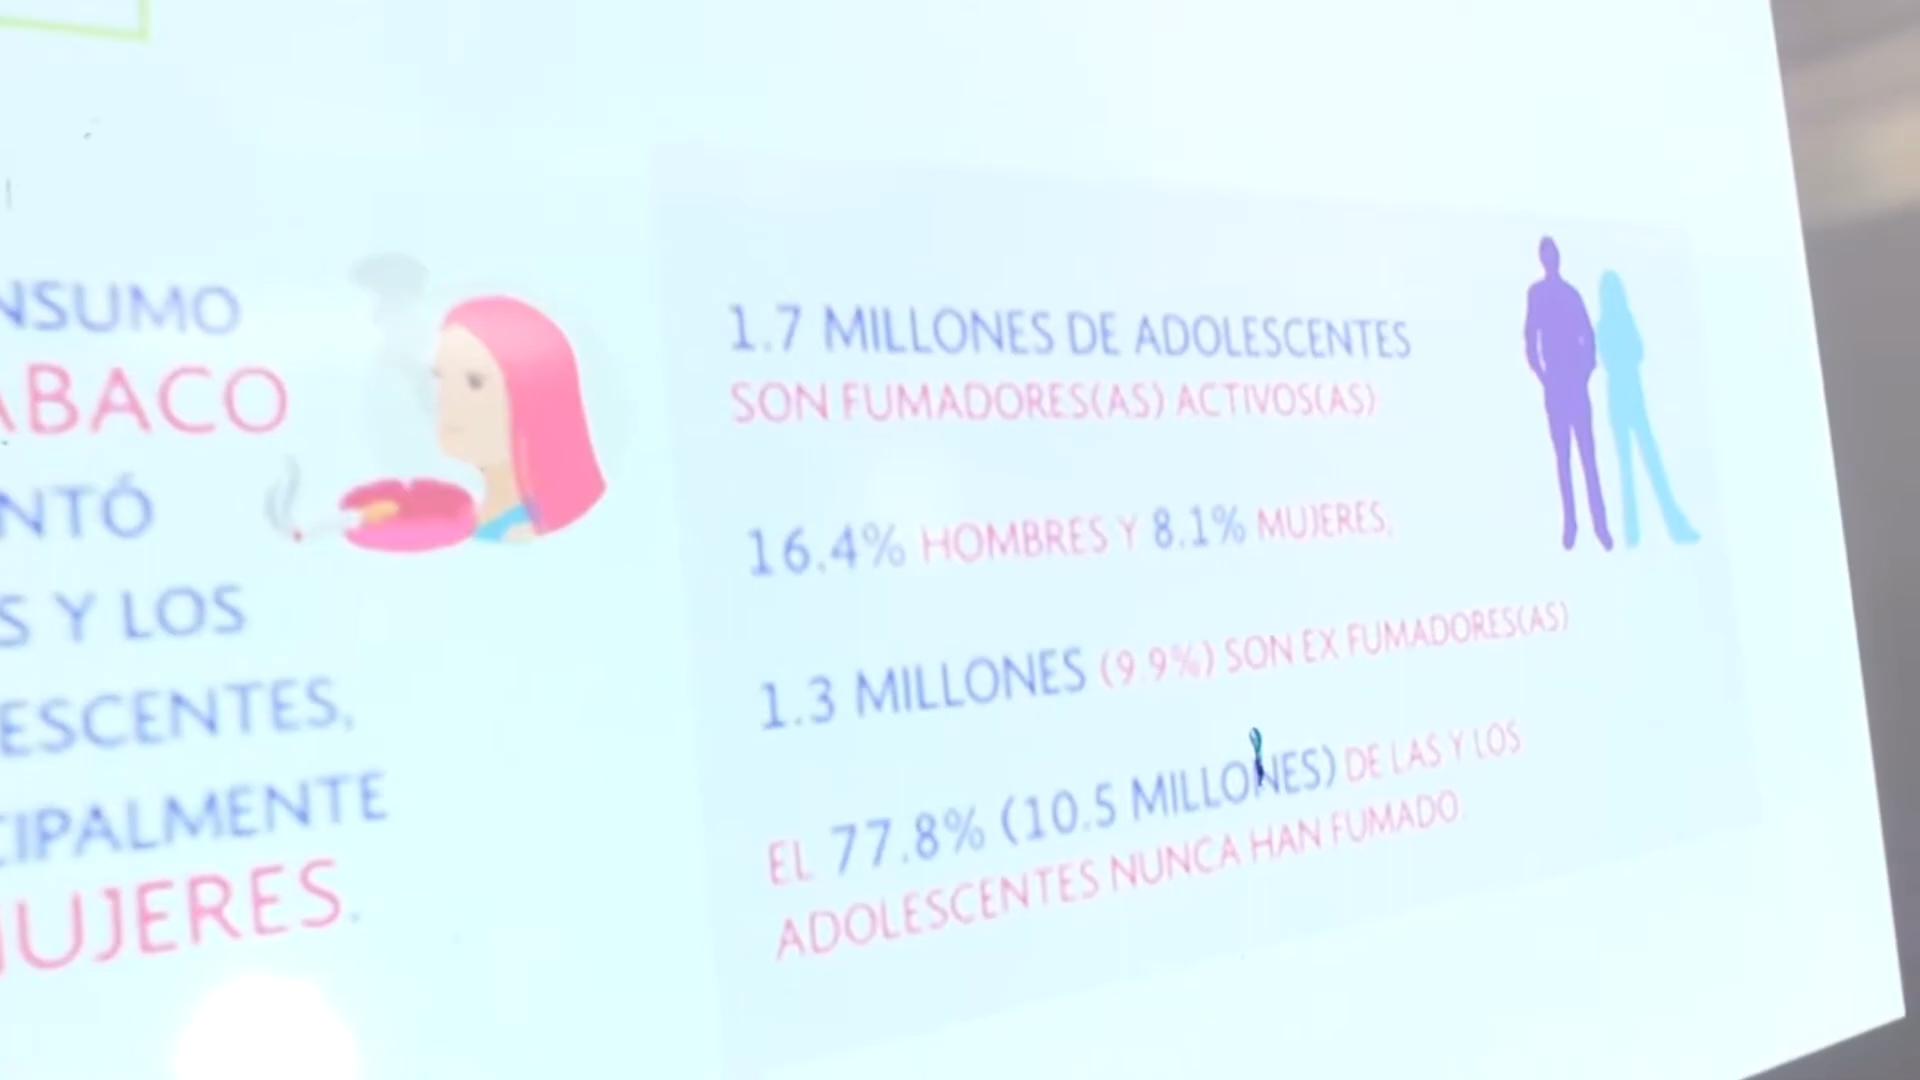 NSUMO
ABACO
NTÓ
S Y LOS
ESCENTES,
CIPALMENTE
MUJERES.
1.7 MILLONES DE ADOLESCENTES
SON FUMADORES(AS) ACTIVOS(AS)
16.4% HOMBRES Y 8.1% MUJERES.
1.3 MILLONES (9.9%) SON EX FUMADORES(AS)
EL 77.8% (10.5 MILLONES) DE LAS Y LOS
ADOLESCENTES NUNCA HAN FUMADO.